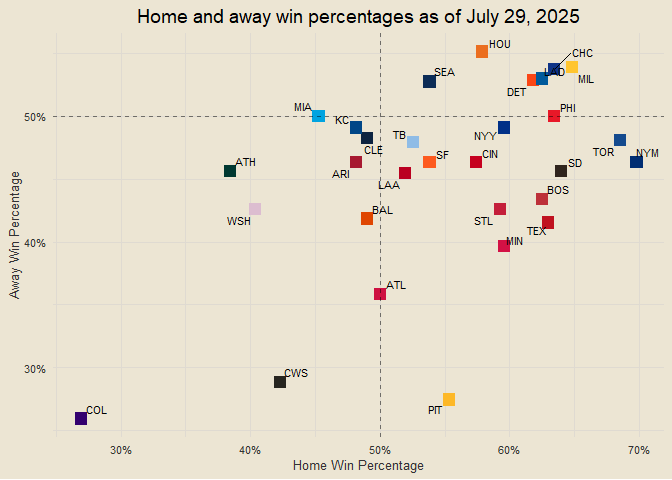 Home and away win percentages as of July 29, 2025
HOU
CHC
SEA
LAD
MIL
DET
MIA
50%
KC
PHI
TB
NYY
CLE
TOR
NYM
ATH
ARI
SF
CIN
SD
LAA
BOS
WSH
BAL
STL
TEX
MIN
40%
ATL
30%
CWS
COL
PIT
Away Win Percentage
30%
40%
50%
60%
70%
Home Win Percentage